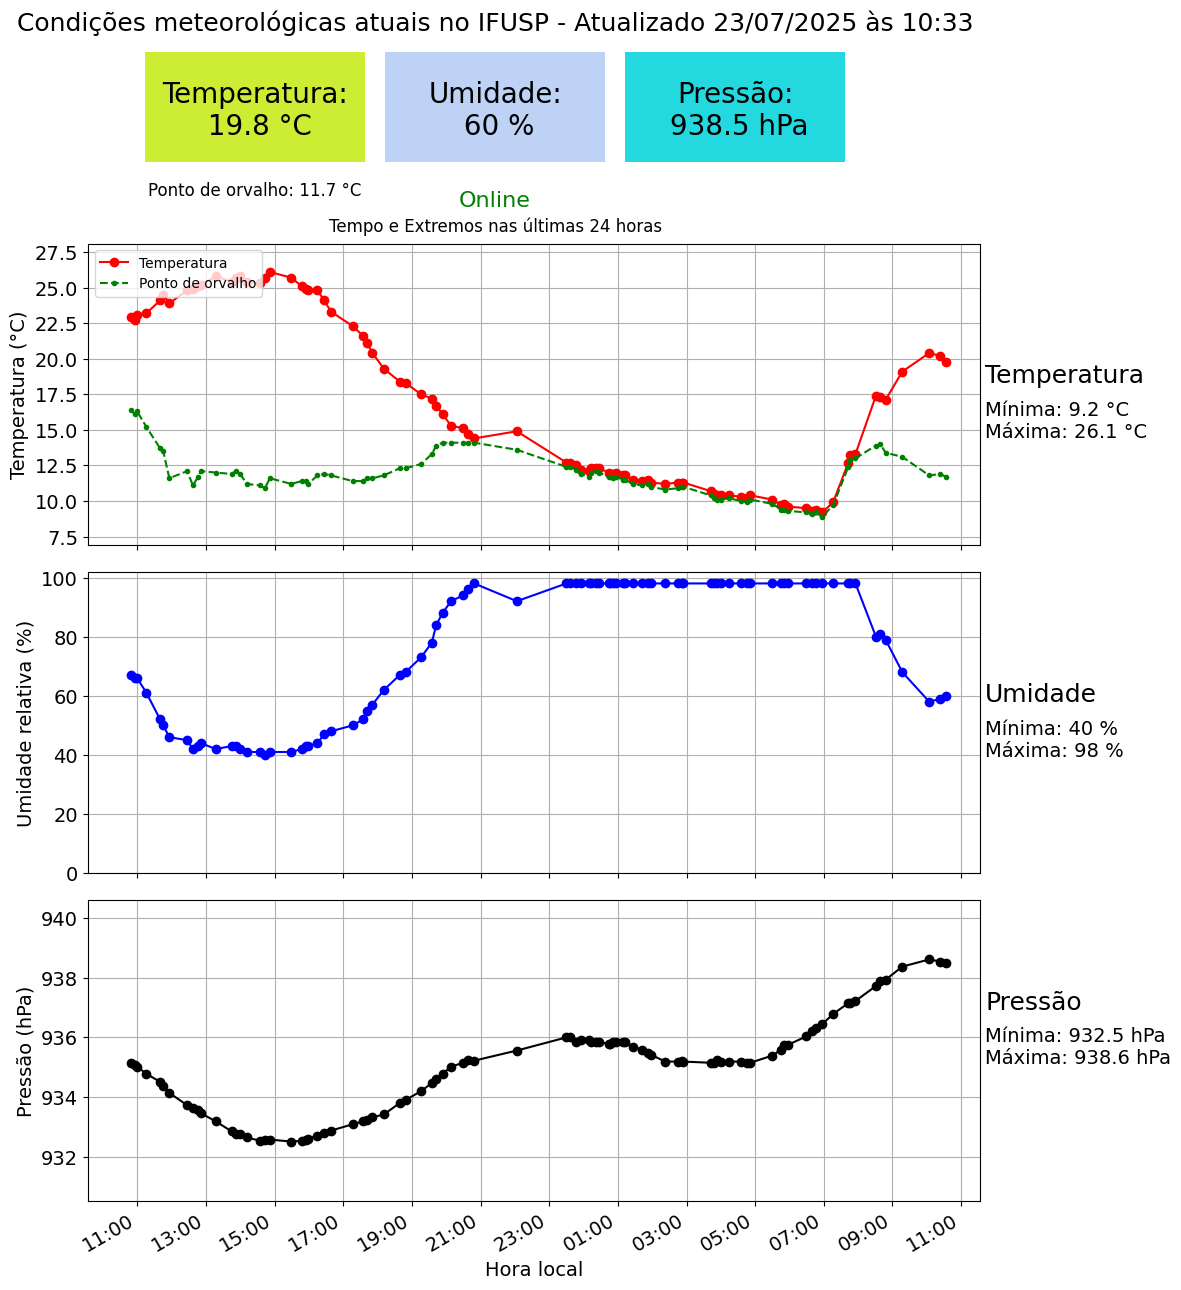 Condições meteorológicas atuais no IFUSP - Atualizado 23/07/2025 às 10:33
Temperatura:
19.8 °C
Umidade:
60 %
Pressão:
938.5 hPa
Ponto de orvalho: 11.7 °C
Online
Tempo e Extremos nas últimas 24 horas
Temperatura
Ponto de orvalho
Temperatura (°C)
27.5
25.0
22.5
20.0
17.5
15.0
12.5
10.0
7.5
Temperatura
Mínima: 9.2 °C
Máxima: 26.1 °C
Umidade relativa (%)
100
80
60
40
20
0
Umidade
Mínima: 40 %
Máxima: 98 %
Pressão (hPa)
940
938
936
934
932
Pressão
Mínima: 932.5 hPa
Máxima: 938.6 hPa
11:00 13:00 15:00 17:00 19:00 21:00 23:00 01:00 03:00 05:00 07:00 09:00 11:00
Hora local